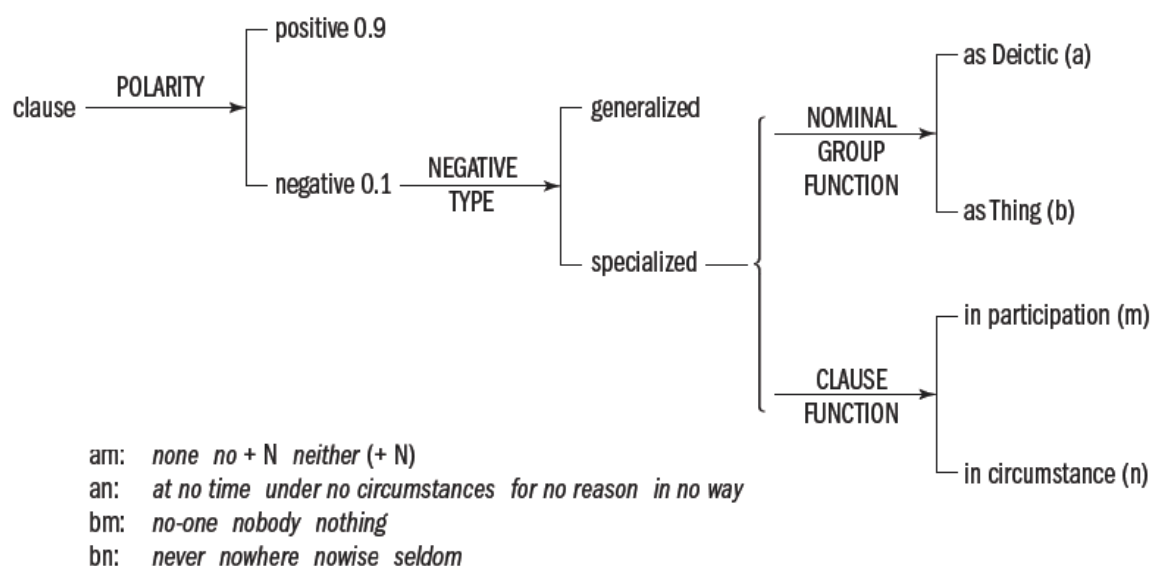 positive 0.9
as Deictic (a)
POLARITY
clause
generalized
NOMINAL
GROUP
FUNCTION
NEGATIVE
TYPE
negative 0.1
as Thing (b)
specialized
in participation (m)
CLAUSE
FUNCTION
in circumstance (n)
am: none no + N neither (+ N)
an: at no time under no circumstances for no reason in no way
bm: no-one nobody nothing
bn: never nowhere nowise seldom